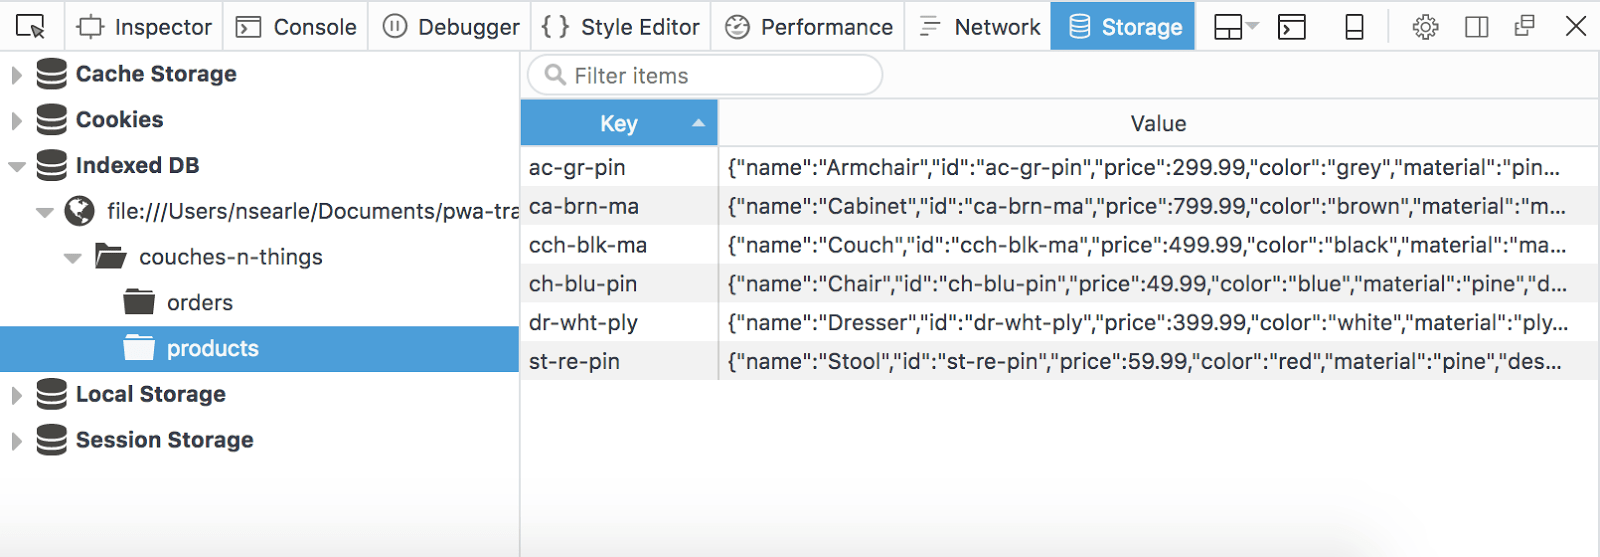 Inspector Console Debugger Style Editor Performance Network Storage
Cache Storage
Cookies
Indexed DB
file:///Users/nsearle/Documents/pwa-tra
couches-n-things
orders
products
Local Storage
Session Storage
Filter items
Key Value
ac-gr-pin {"name":"Armchair","id":"ac-gr-pin","price":299.99,"color":"grey","material":"pin...
ca-brn-ma {"name":"Cabinet","id":"ca-brn-ma","price":799.99,"color":"brown","material":"m...
cch-blk-ma {"name":"Couch","id":"cch-blk-ma","price":499.99,"color":"black","material":"ma...
ch-blu-pin {"name":"Chair","id":"ch-blu-pin","price":49.99,"color":"blue","material":"pine","d...
dr-wht-ply {"name":"Dresser","id":"dr-wht-ply","price":399.99,"color":"white","material":"ply...
st-re-pin {"name":"Stool","id":"st-re-pin","price":59.99,"color":"red","material":"pine","des...